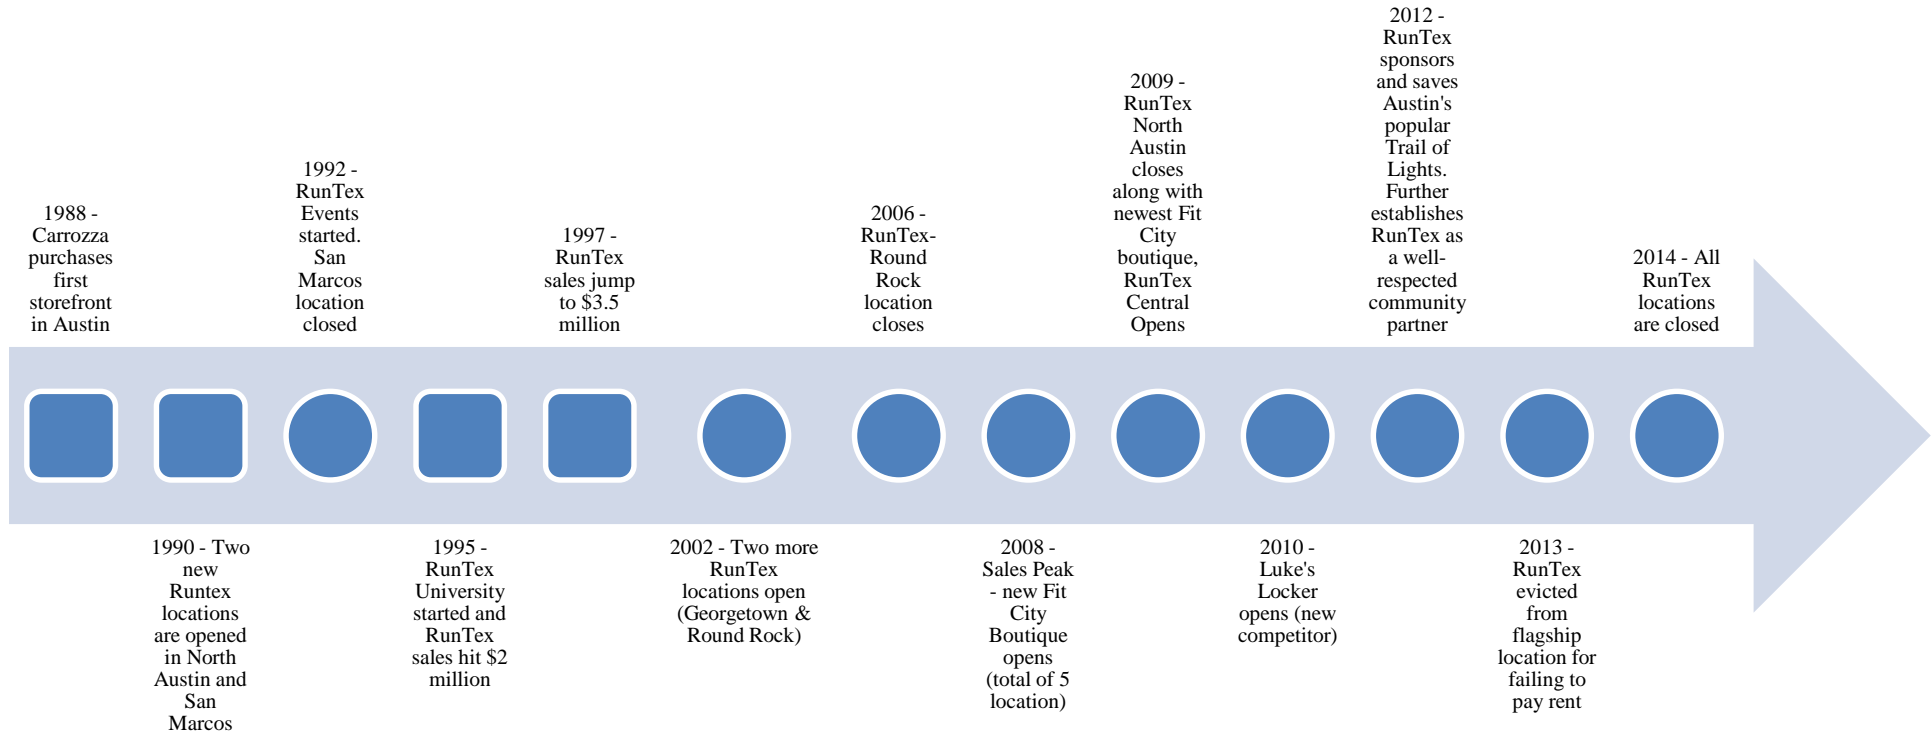 1988 -
Carrozza
purchases
first
storefront
in Austin
1990 - Two
new
Runtex
locations
are opened
in North
Austin and
San
Marcos
1992 -
RunTex
Events
started.
San
Marcos
location
closed
1995 -
RunTex
University
started and
RunTex
sales hit $2
million
1997 -
RunTex
sales jump
to $3.5
million
2002 - Two more
RunTex
locations open
(Georgetown &
Round Rock)
2006 -
RunTex-
Round
Rock
location
closes
2008 -
Sales Peak
- new Fit
City
Boutique
opens
(total of 5
location)
2009 -
RunTex
North
Austin
closes
along with
newest Fit
City
boutique,
RunTex
Central
Opens
2010 -
Luke's
Locker
opens (new
competitor)
2012 -
RunTex
sponsors
and saves
Austin's
popular
Trail of
Lights.
Further
establishes
RunTex as
a well-
respected
community
partner
2013 -
RunTex
evicted
from
flagship
location for
failing to
pay rent
2014 - All
RunTex
locations
are closed